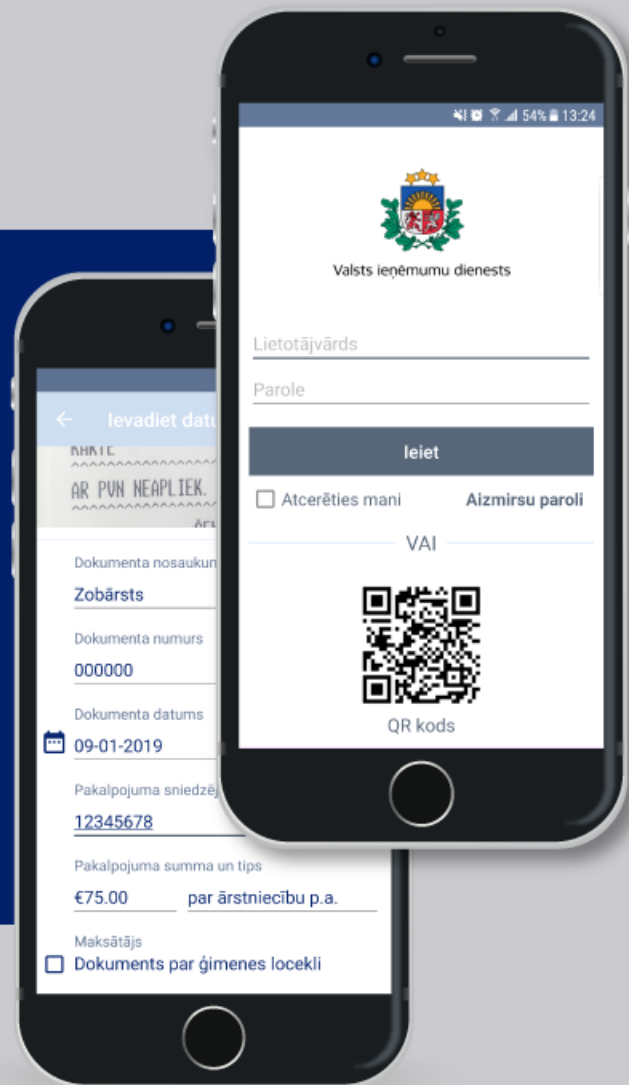 54% 13:24
Valsts ieņēmumu dienests
Lietotājvārds
Parole
Ieiet
Atcerēties mani Aizmirsu paroli
VAI
QR kods
Ievadiet datu
AR PVN NEAPLIEK.
Dokumenta nosaukun
Zobārsts
Dokumenta numurs
000000
Dokumenta datums
09-01-2019
Pakalpojuma sniedzēj
12345678
Pakalpojuma summa un tips
€75.00 par ārstniecību p.a.
Maksātājs
Dokuments par ģimenes locekli